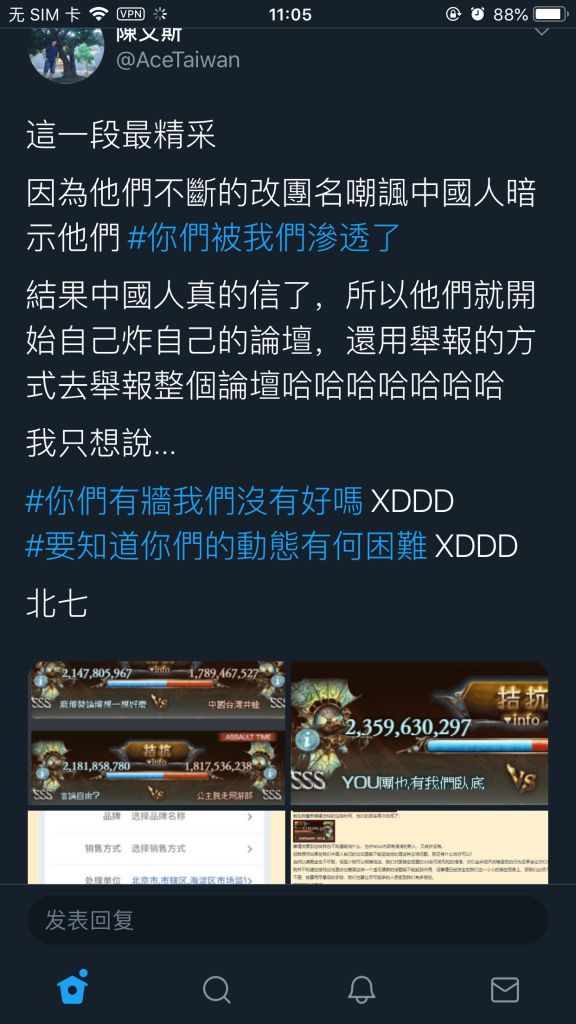 无 SIM 卡 VPN 11:05 88%
陳艾斯
@AceTaiwan
這一段最精采
因為他們不斷的改團名嘲諷中國人暗
示他們 #你們被我們滲透了
結果中國人真的信了，所以他們就開
始自己炸自己的論壇，還用舉報的方
式去舉報整個論壇哈哈哈哈哈哈哈
我只想說...
#你們有牆我們沒有好嗎 XDDD
#要知道你們的動態有何困難 XDDD
北七
2,147,805,967 info 1,789,467,527
SSS 麻煩發論壇想一想好麼 Vs 中國台灣井蛙 SSS
ASSAULT TIME
2,181,858,780 拮抗 info 1,817,536,238
SSS 言論自由? Vs 公主脱走网游部 SSS
拮抗
2,359,630,297 info
SSS YOU團也有我們臥底 Vs
品牌 选择品牌名称
销售方式 选择销售方式
处理单位 北京市,市辖区,海淀区市场监
发表回复